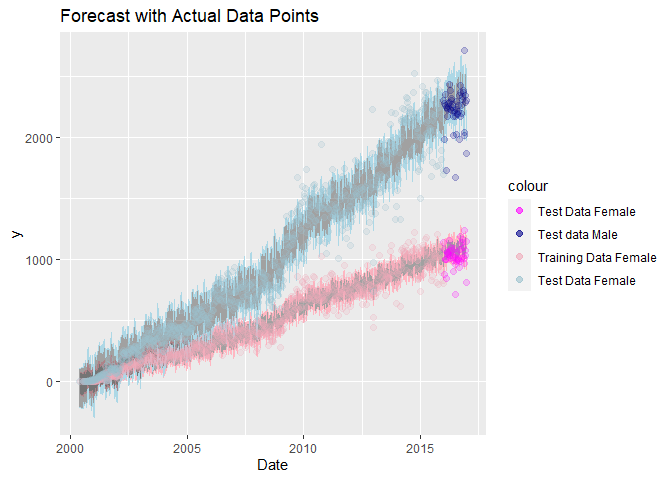 Forecast with Actual Data Points
y
2000
1000
0
2000
2005
2010
2015
Date
colour
Test Data Female
Test data Male
Training Data Female
Test Data Female